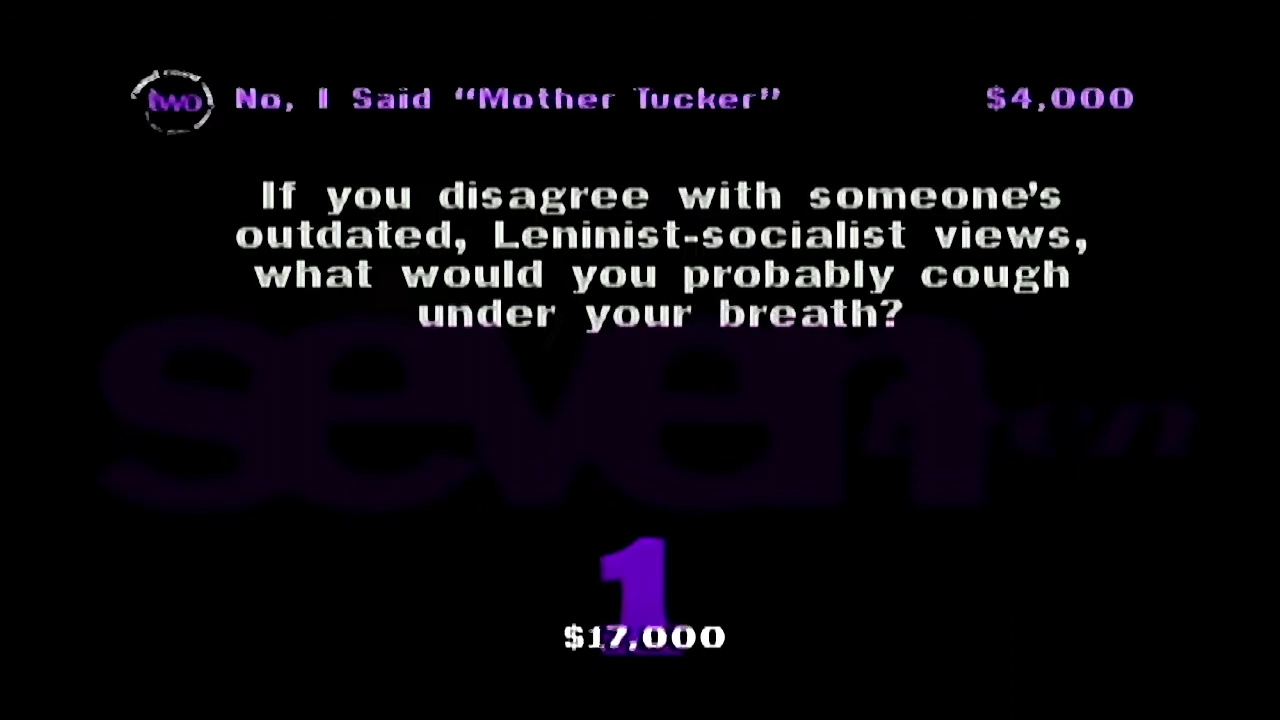 two No, I Said “Mother Tucker” $4,000
If you disagree with someone's
outdated, Leninist-socialist views,
what would you probably cough
under your breath?
seventeen
1
$17,000